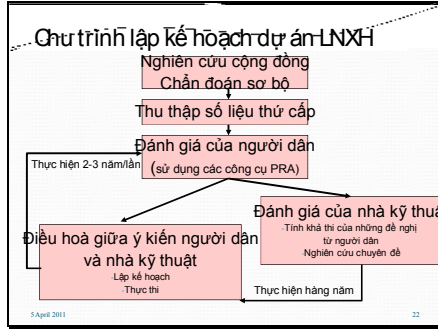 Chu trình lập kế hoạch dự án LNXH
Nghiên cứu cộng đồng
Chẩn đoán sơ bộ
Thu thập số liệu thứ cấp
Đánh giá của người dân
(sử dụng các công cụ PRA)
Thực hiện 2-3 năm/lần
Đánh giá của nhà kỹ thuật
-Tính khả thi của những đề nghị
từ người dân
-Nghiên cứu chuyên đề
Điều hoà giữa ý kiến người dân
và nhà kỹ thuật
-Lập kế hoạch
-Thực thi
Thực hiện hàng năm
5 April 2011
22